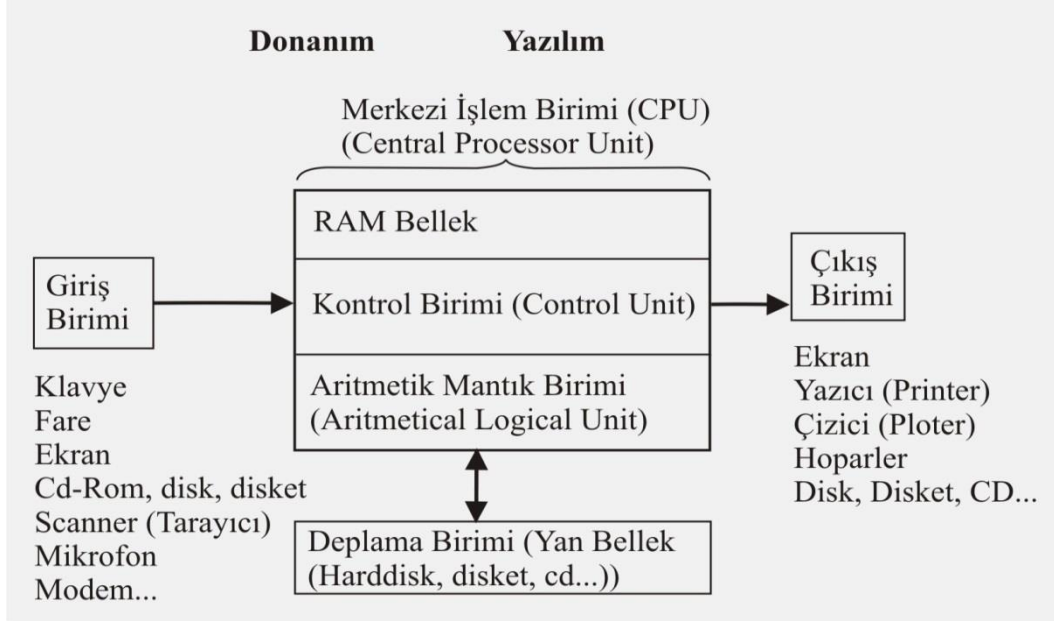 Donanım Yazılım
Merkezi İşlem Birimi (CPU)
(Central Processor Unit)
RAM Bellek
Kontrol Birimi (Control Unit)
Aritmetik Mantık Birimi
(Aritmetical Logical Unit)
Giriş
Birimi
Klavye
Fare
Ekran
Cd-Rom, disk, disket
Scanner (Tarayıcı)
Mikrofon
Modem...
Çıkış
Birimi
Ekran
Yazıcı (Printer)
Çizici (Ploter)
Hoparler
Disk, Disket, CD...
Deplama Birimi (Yan Bellek
(Harddisk, disket, cd...))